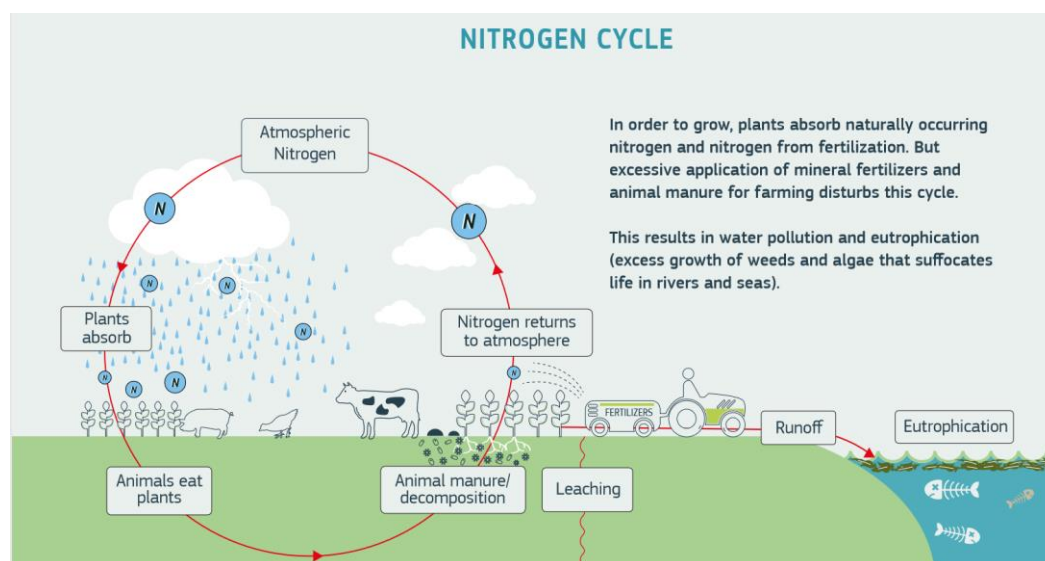 NITROGEN CYCLE
Atmospheric
Nitrogen
In order to grow, plants absorb naturally occurring
nitrogen and nitrogen from fertilization. But
excessive application of mineral fertilizers and
animal manure for farming disturbs this cycle.
This results in water pollution and eutrophication
(excess growth of weeds and algae that suffocates
life in rivers and seas).
N
N
N
N
N
Plants
absorb
Nitrogen returns
to atmosphere
N
N
N
N
FERTILIZERS
Runoff
Eutrophication
Animals eat
plants
Animal manure/
decomposition
Leaching